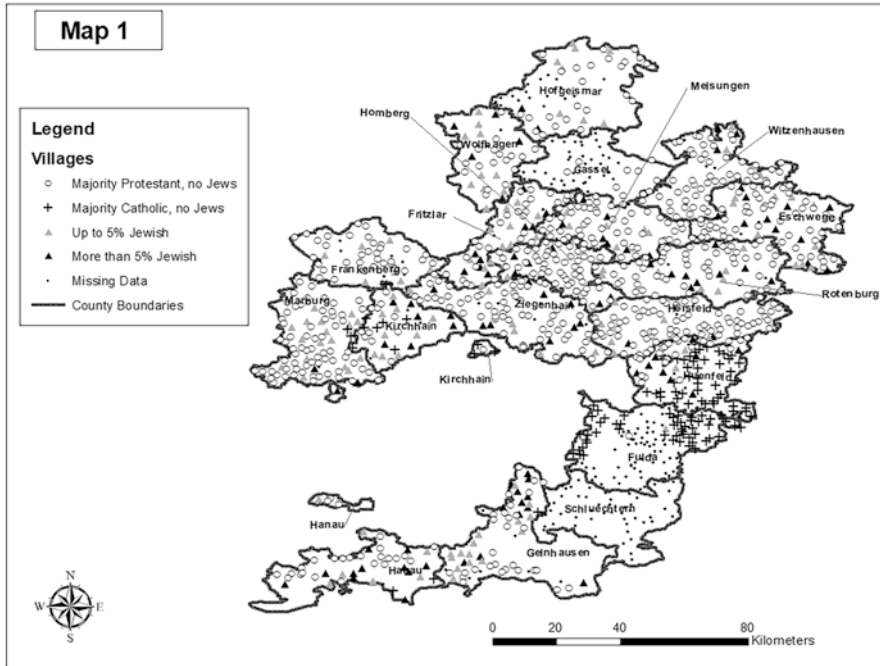 Map 1
Legend
Villages
Majority Protestant, no Jews
Majority Catholic, no Jews
Up to 5% Jewish
More than 5% Jewish
Missing Data
County Boundaries
Hofgeismar
Melsungen
Homberg
Wolfhagen
Witzenhausen
Cassel
Fritzlar
Eschwege
Frankenberg
Rotenburg
Marburg
Ziegenhain
Hersfeld
Kirchhain
Kirchhain
Huenfeld
Fulda
Schluechtern
Hanau
Gelnhausen
Hanau
N
W E
S
0 20 40 80
Kilometers